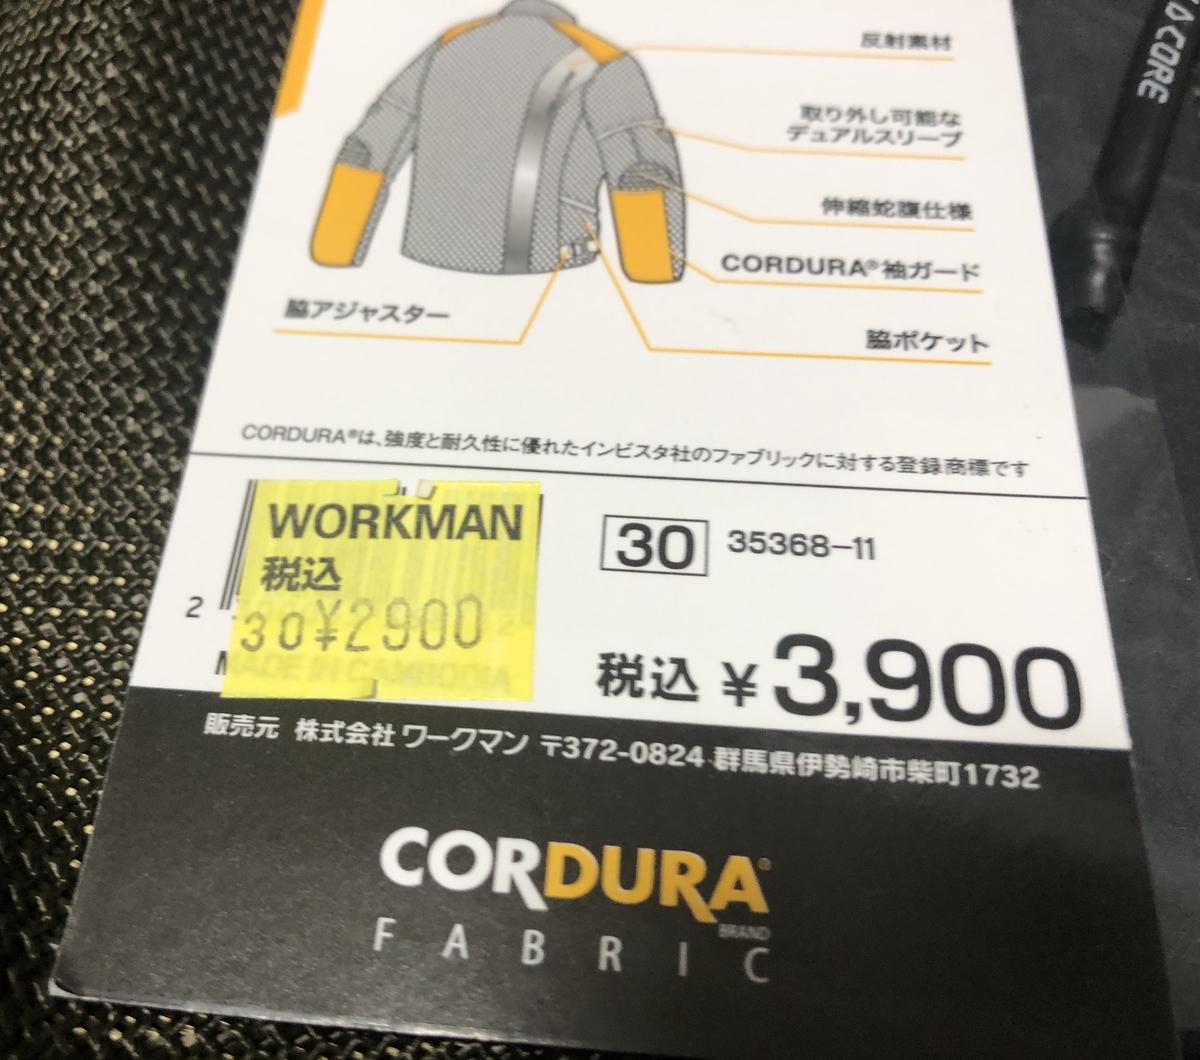 反射素材
取り外し可能な
デュアルスリーブ
伸縮蛇腹仕様
CORDURA®袖ガード
脇アジャスター
脇ポケット
CORDURA®は、強度と耐久性に優れたインビスタ社のファブリックに対する登録商標です
WORKMAN
税込
30¥2900
2
MADE IN CAMBODIA
30 35368-11
税込 ¥3,900
販売元 株式会社ワークマン 〒372-0824 群馬県伊勢崎市柴町1732
CORDURA®
BRAND
FABRIC
CORE